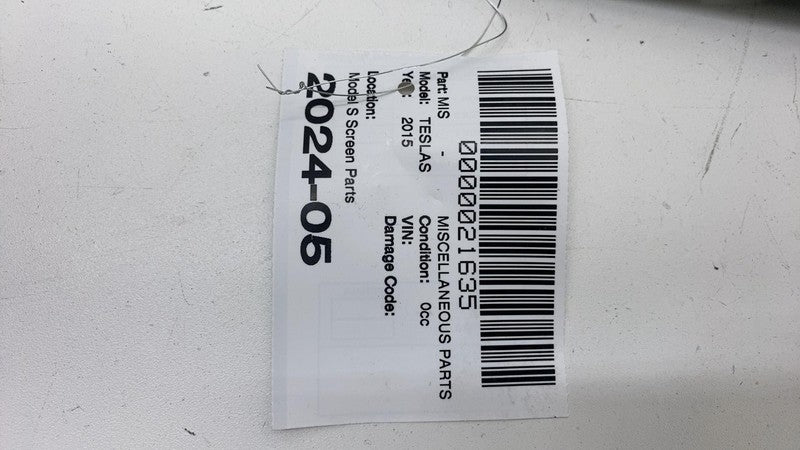 0000021635
Part: MIS - MISCELLANEOUS PARTS
Model: TESLAS Condition: 0cc
Year: 2015 VIN:
Damage Code:
Location:
Model S Screen Parts
2024-05